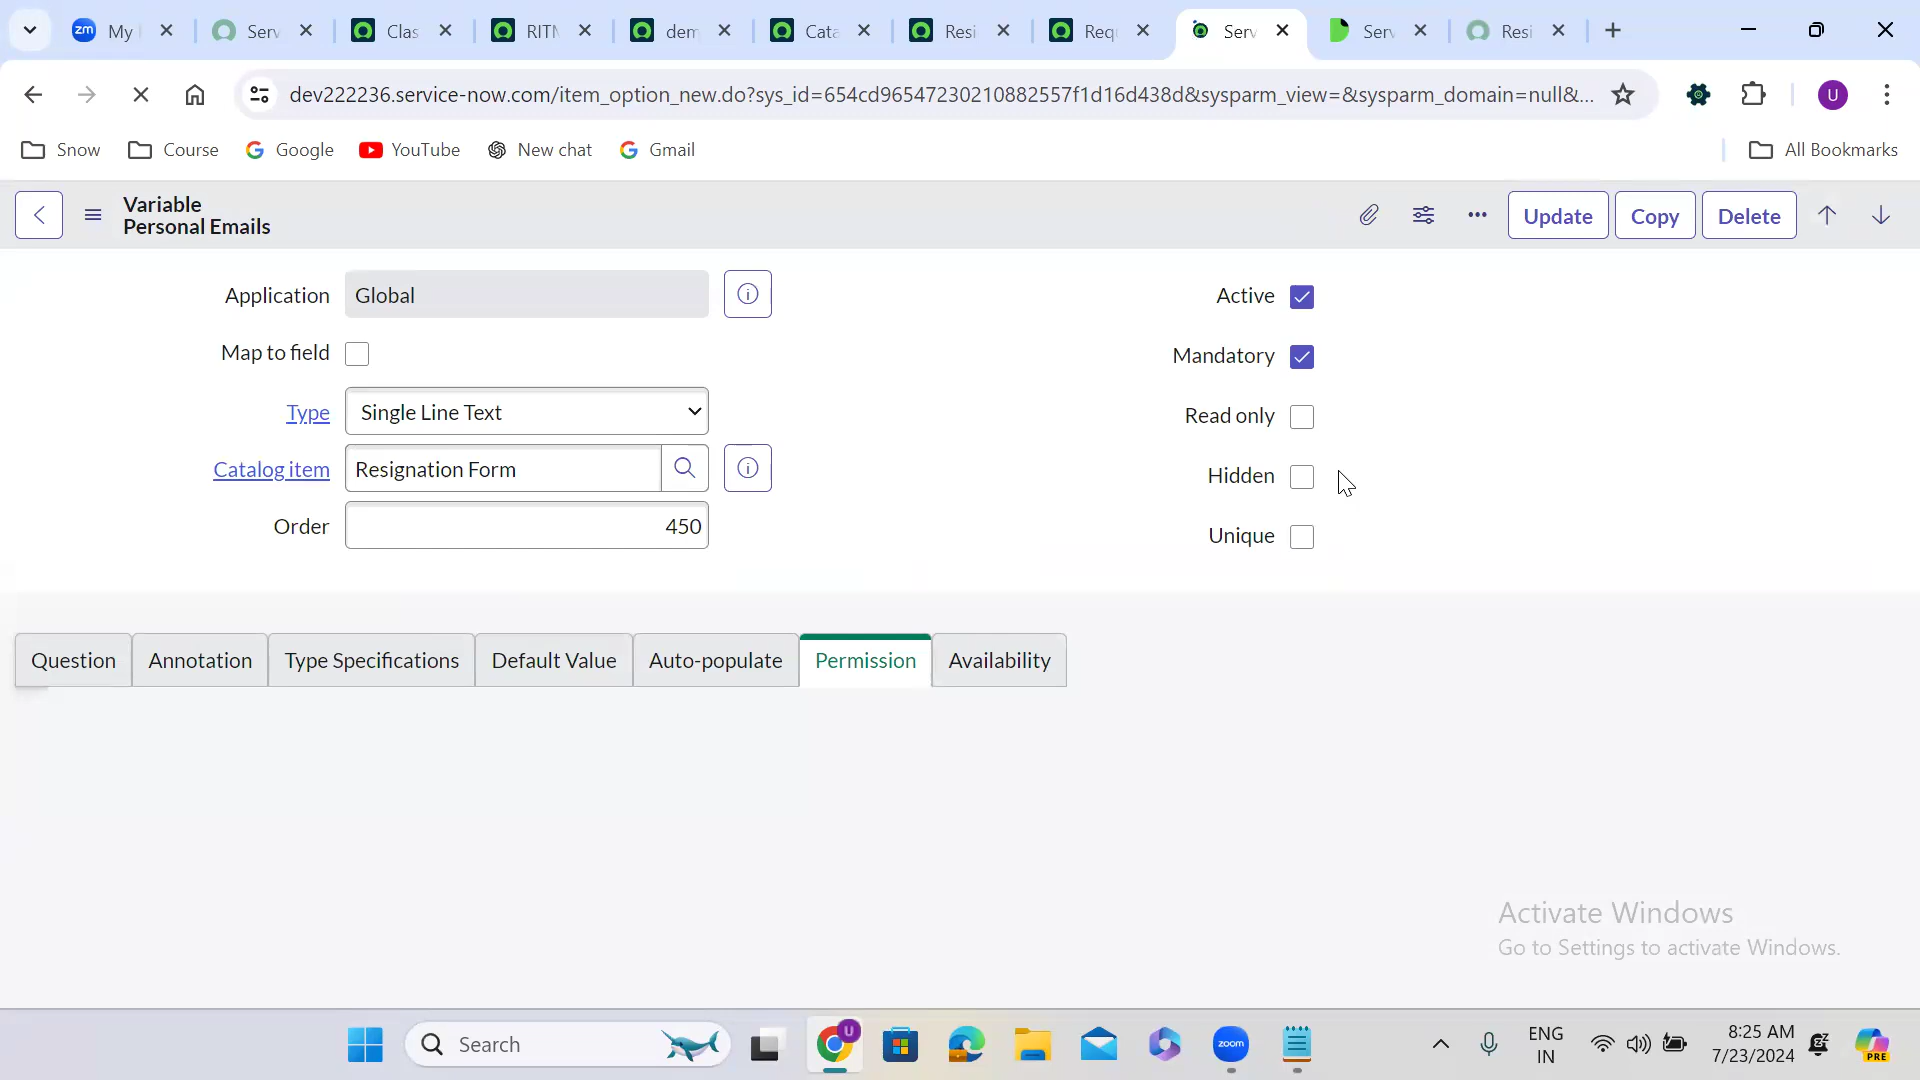 zm My
Serv
Clas
RITM
dem
Cata
Resi
Req
Serv
Serv
Resi
dev222236.service-now.com/item_option_new.do?sys_id=654cd96547230210882557f1d16d438d&sysparm_view=&sysparm_domain=null&...
U
Snow
Course
Google
YouTube
New chat
Gmail
All Bookmarks
Variable
Personal Emails
Update
Copy
Delete
Application
Global
Active
Map to field
Mandatory
Type
Single Line Text
Read only
Catalog item
Resignation Form
Hidden
Order
450
Unique
Question
Annotation
Type Specifications
Default Value
Auto-populate
Permission
Availability
Activate Windows
Go to Settings to activate Windows.
Search
U
zoom
ENG
IN
8:25 AM
7/23/2024
PRE